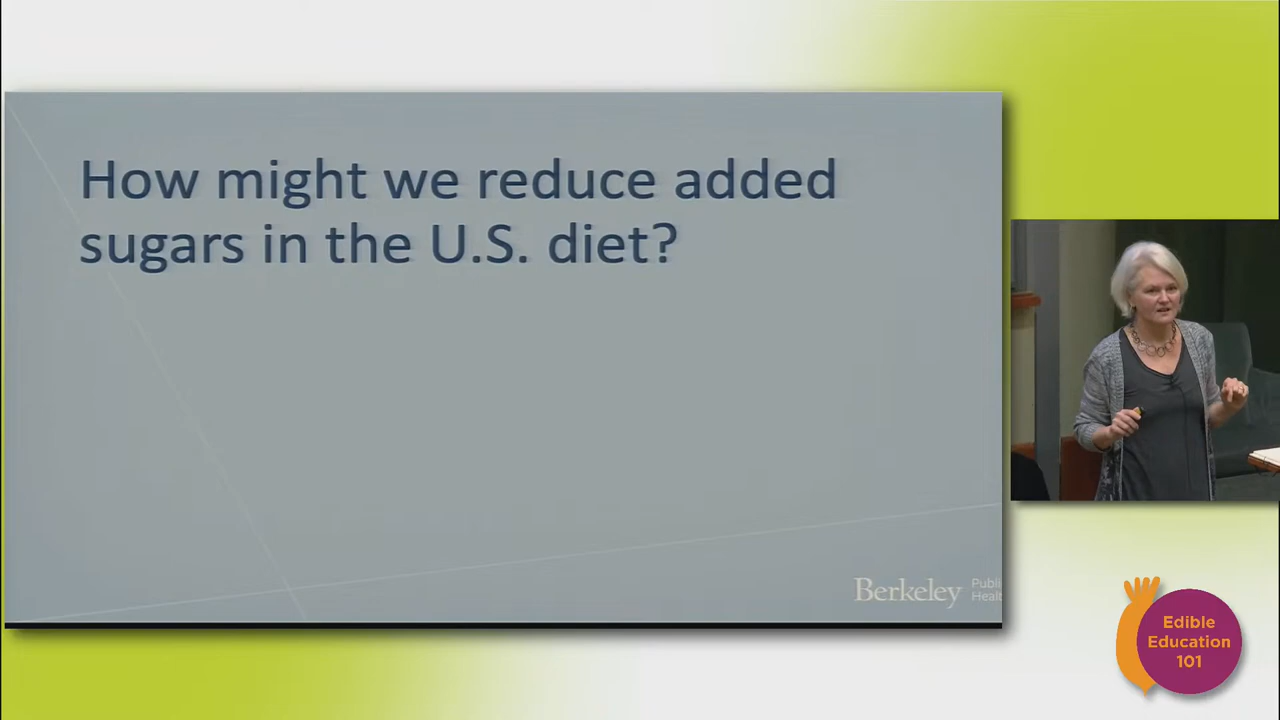 How might we reduce added
sugars in the U.S. diet?
Berkeley
Edible
Education
101